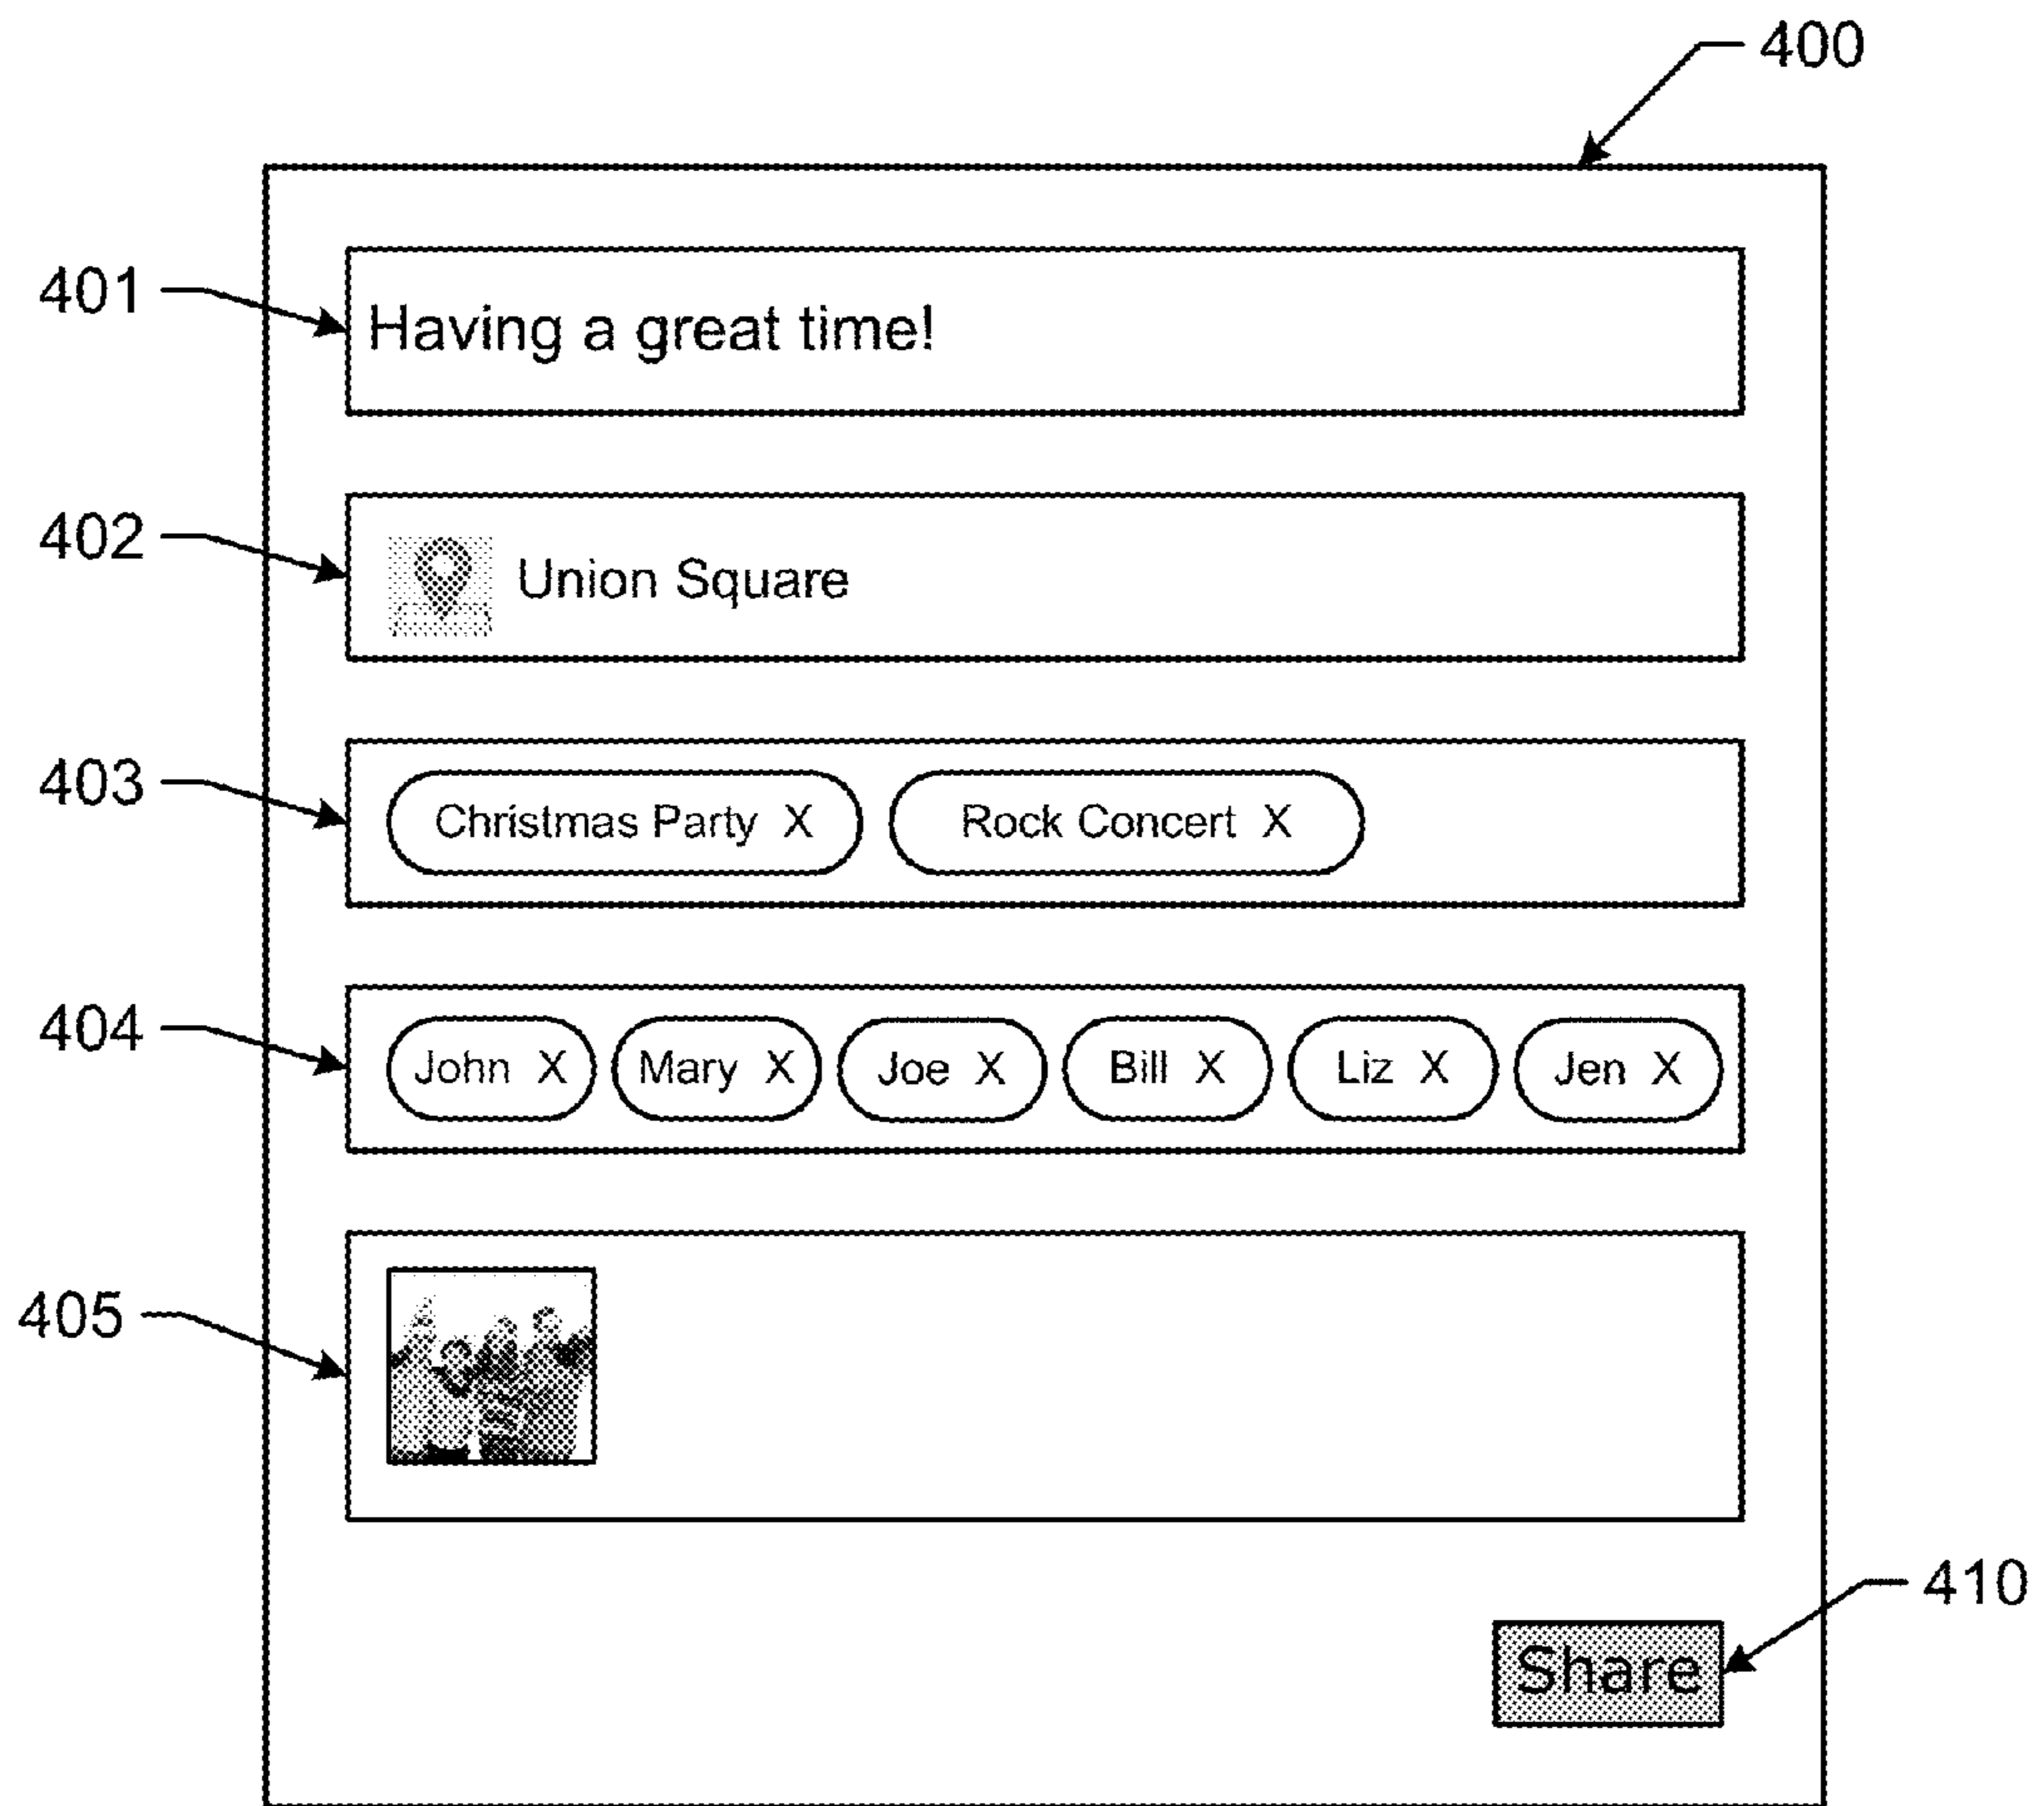 400
401
Having a great time!
402
Union Square
403
Christmas Party X Rock Concert X
404
John X Mary X Joe X Bill X Liz X Jen X
405
410
Share